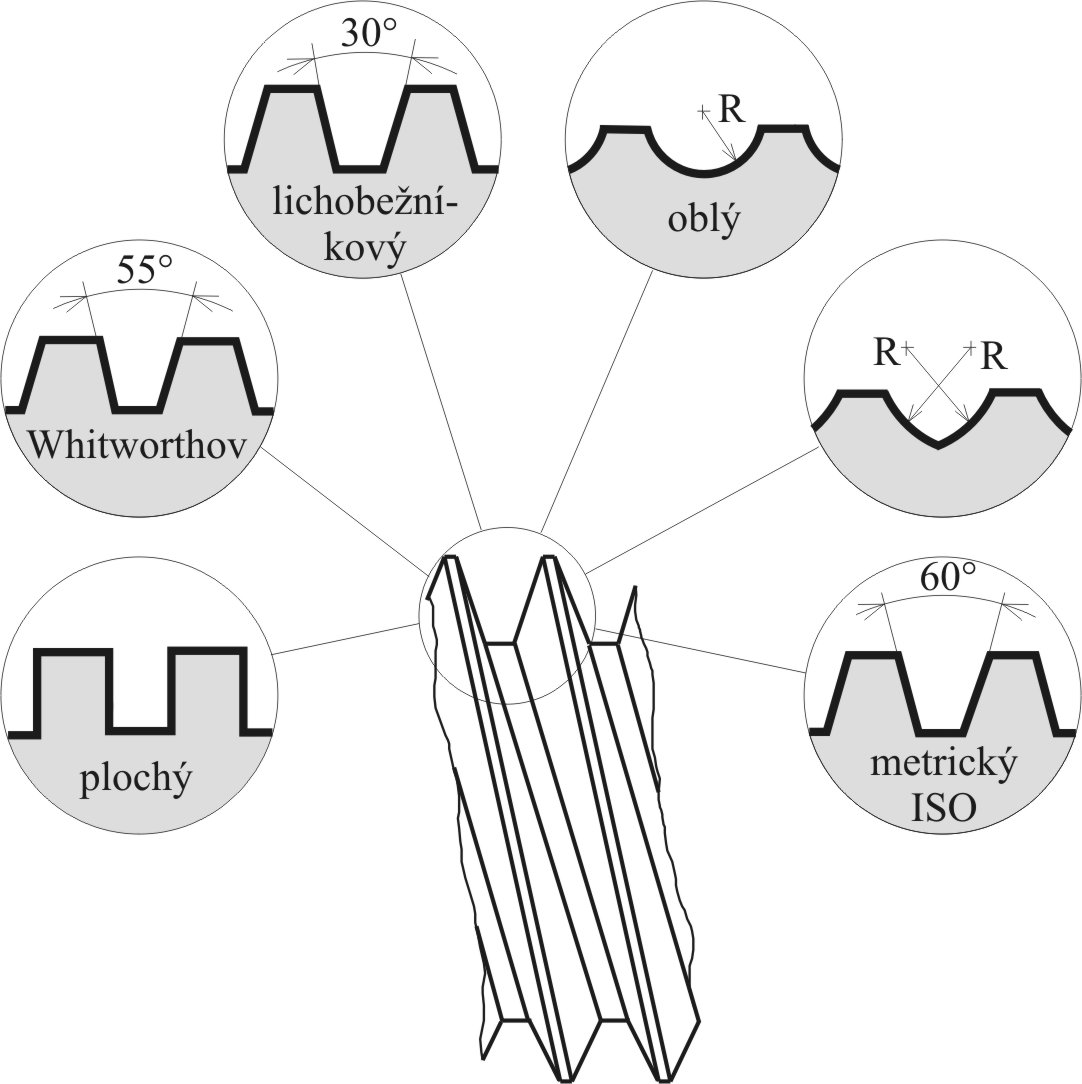 30°
lichobežní-
kový
R
oblý
55°
Whitworthov
R
R
plochý
60°
metrický
ISO